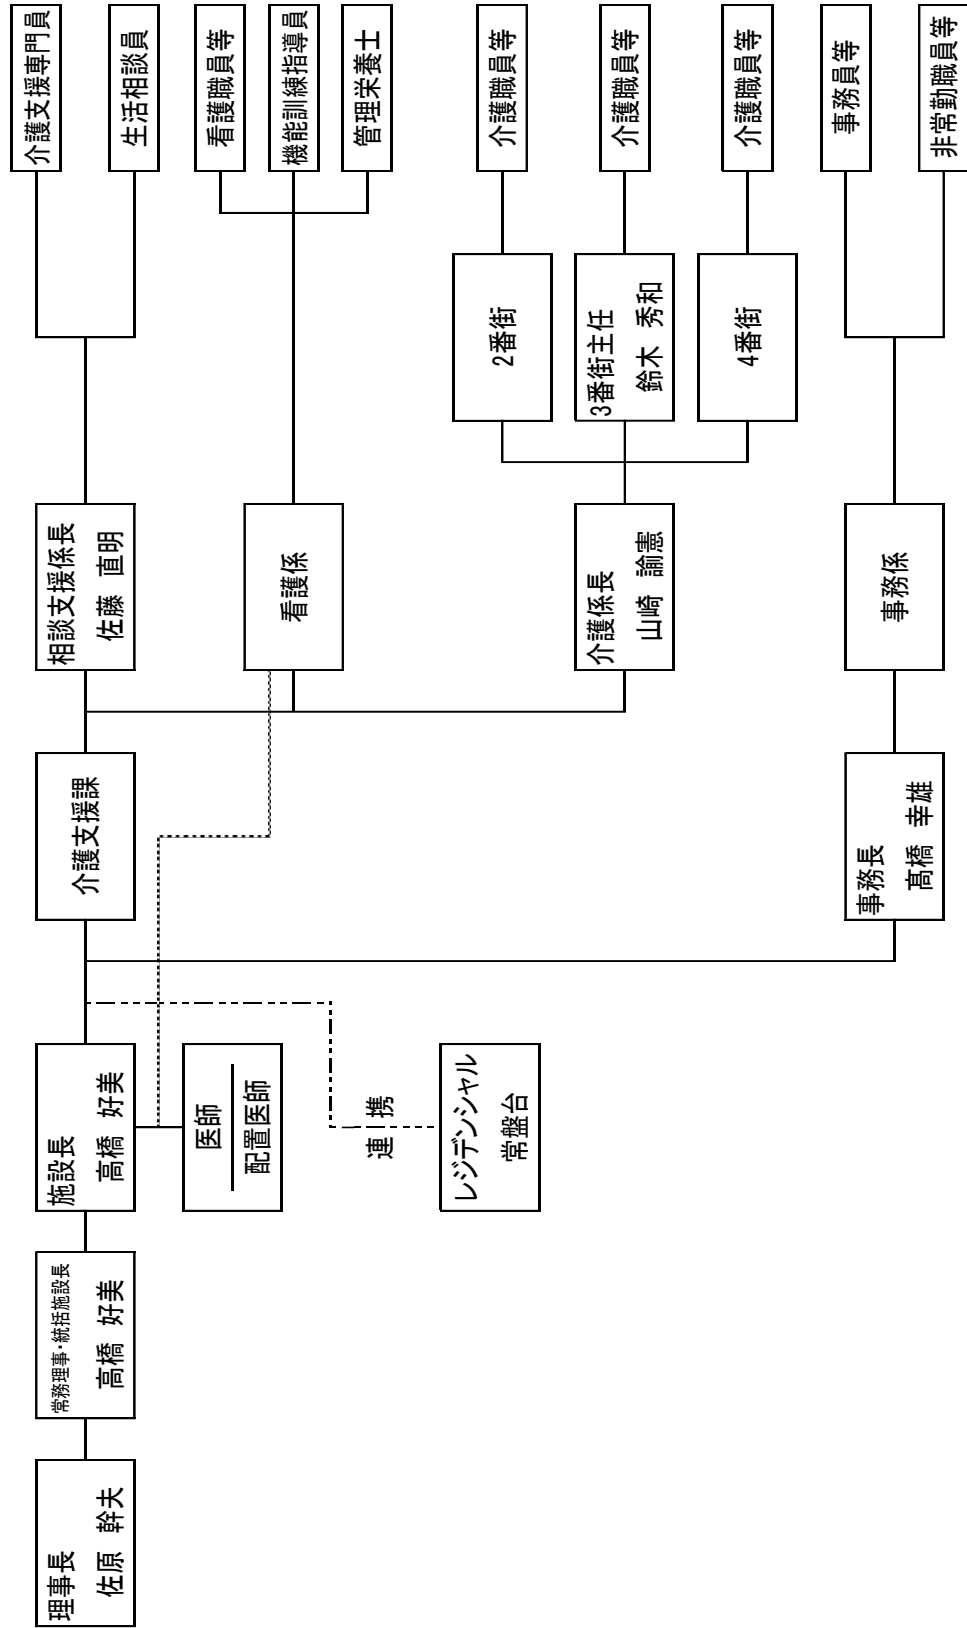 理事長
佐原 幹夫
常務理事・統括施設長
高橋 好美
施設長
高橋 好美
医師
配置医師
連携
レジデンシャル
常盤台
介護支援課
事務長
髙橋 幸雄
相談支援係長
佐藤 直明
看護係
介護係長
山崎 諭憲
事務係
2番街
3番街主任
鈴木 秀和
4番街
介護支援専門員
生活相談員
看護職員等
機能訓練指導員
管理栄養士
介護職員等
介護職員等
介護職員等
事務員等
非常勤職員等